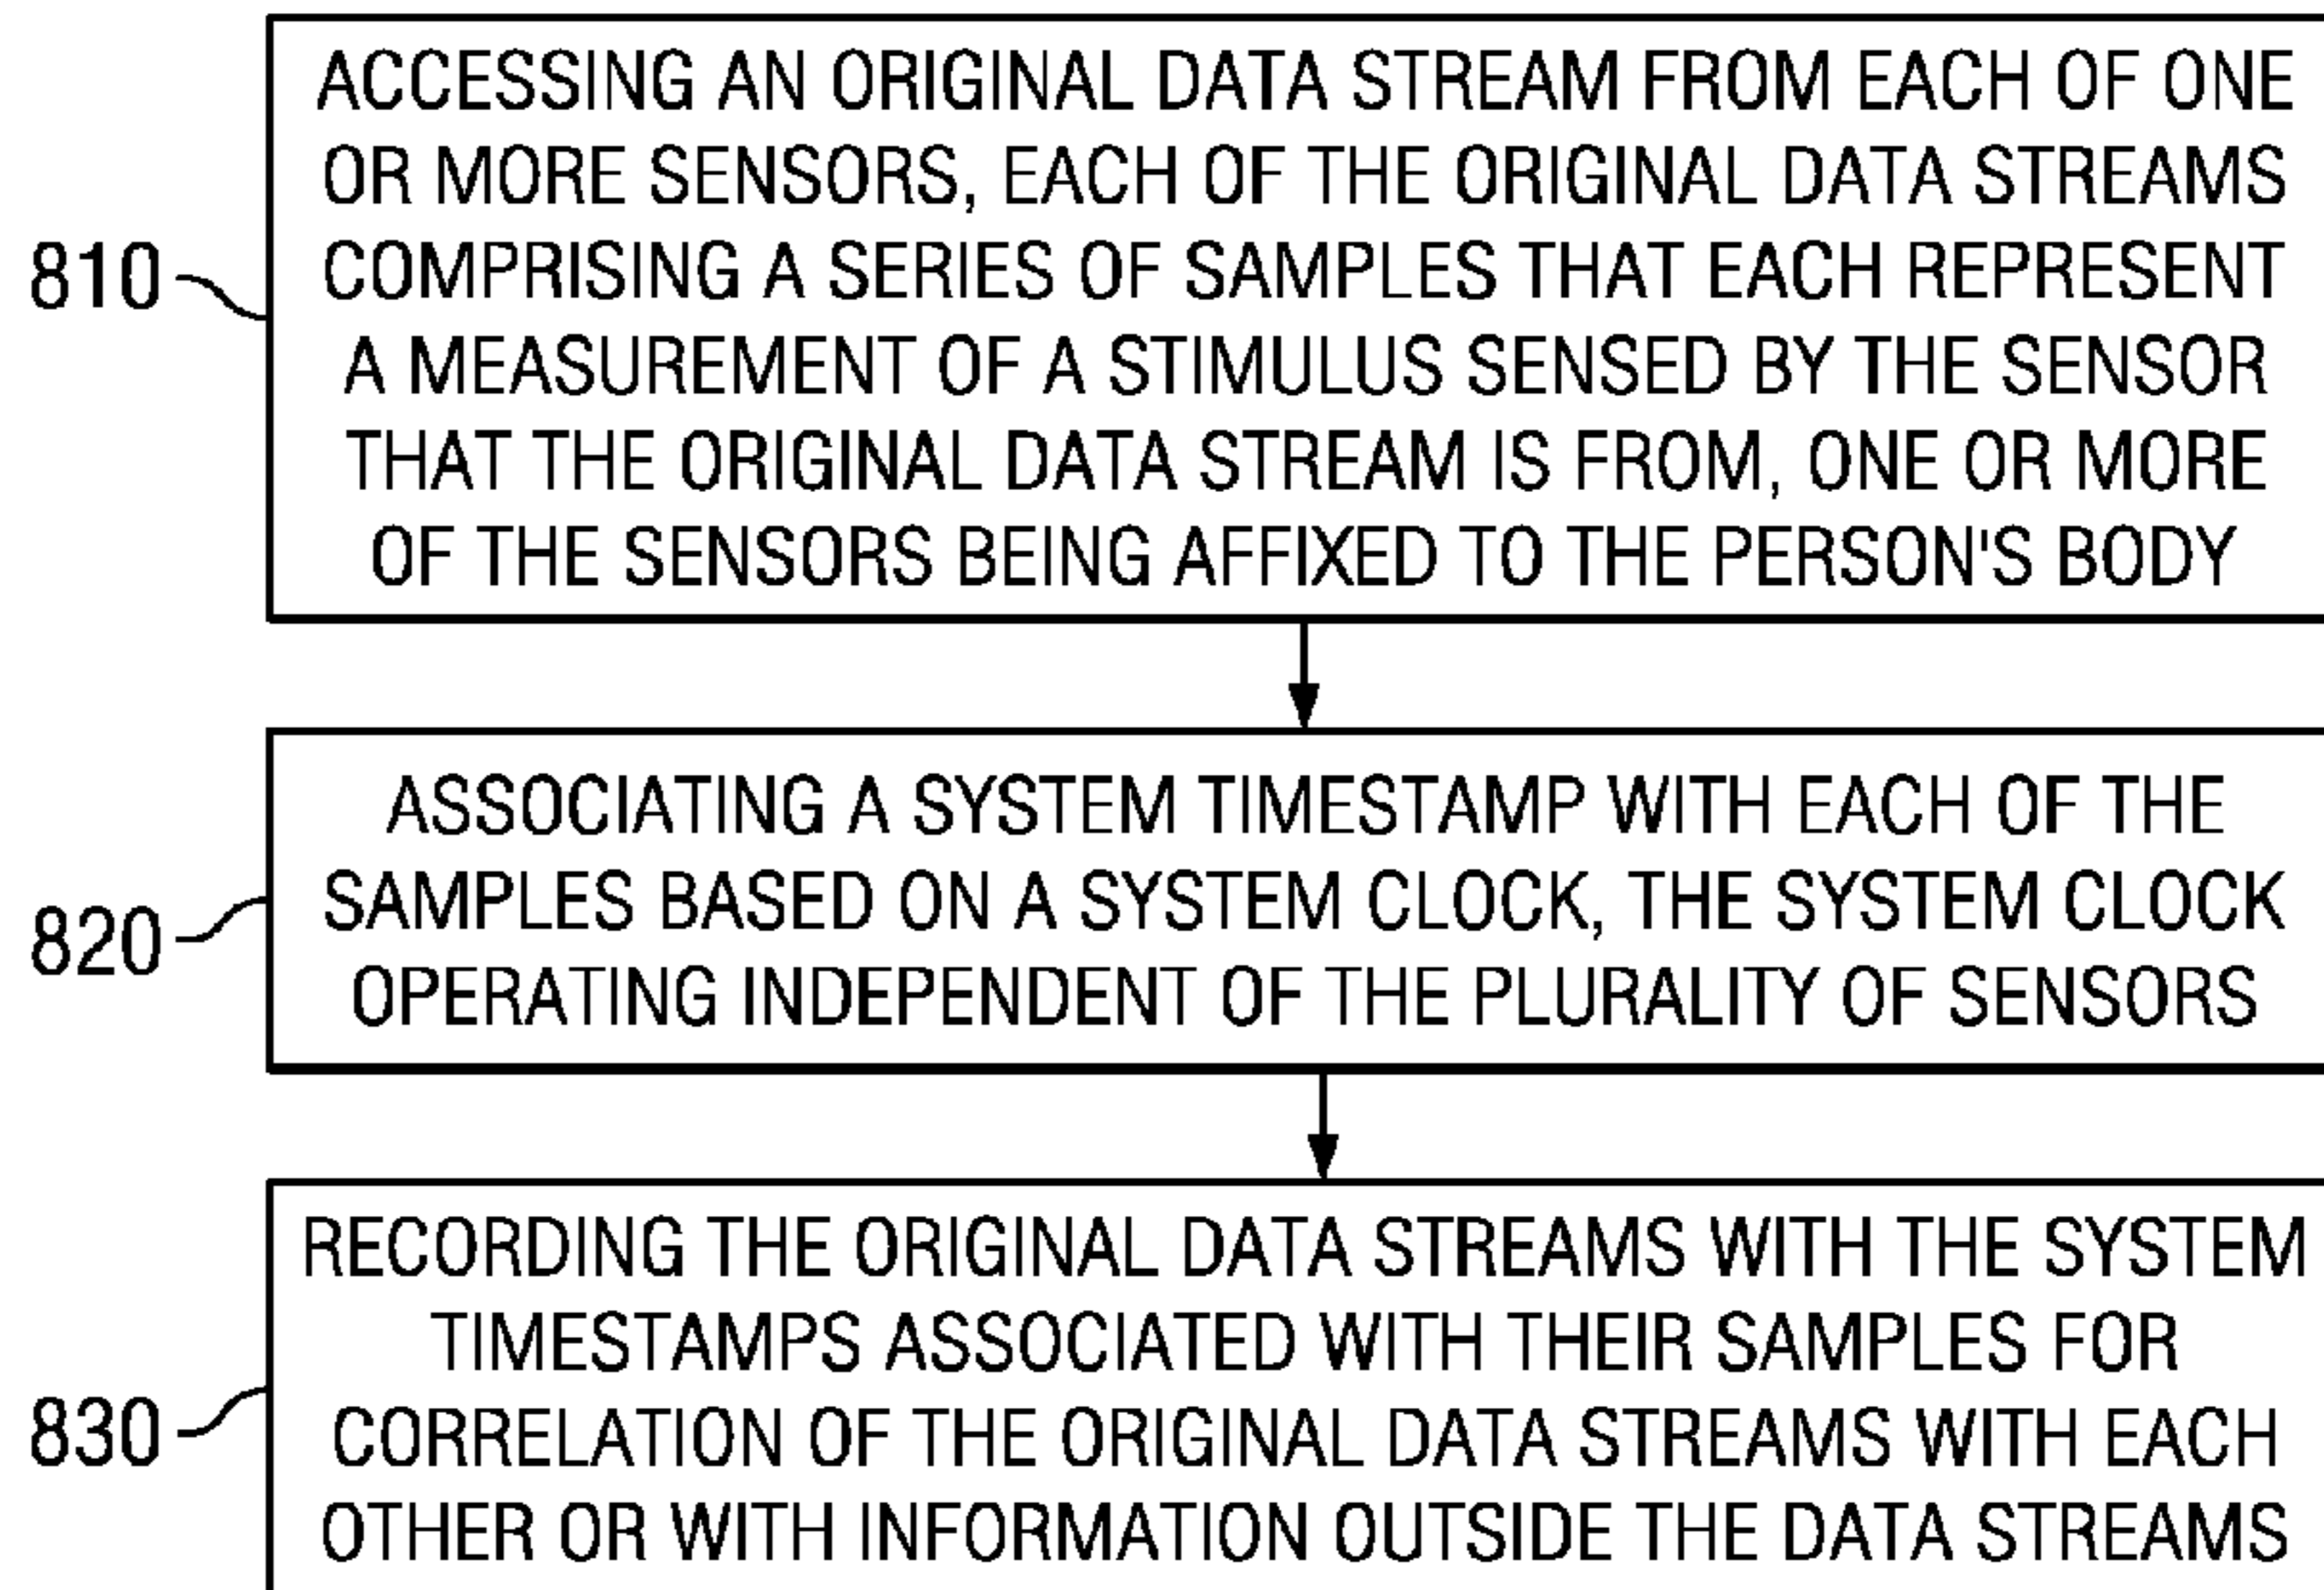 ACCESSING AN ORIGINAL DATA STREAM FROM EACH OF ONE
OR MORE SENSORS, EACH OF THE ORIGINAL DATA STREAMS
COMPRISING A SERIES OF SAMPLES THAT EACH REPRESENT
A MEASUREMENT OF A STIMULUS SENSED BY THE SENSOR
THAT THE ORIGINAL DATA STREAM IS FROM, ONE OR MORE
OF THE SENSORS BEING AFFIXED TO THE PERSON'S BODY
810
ASSOCIATING A SYSTEM TIMESTAMP WITH EACH OF THE
SAMPLES BASED ON A SYSTEM CLOCK, THE SYSTEM CLOCK
OPERATING INDEPENDENT OF THE PLURALITY OF SENSORS
820
RECORDING THE ORIGINAL DATA STREAMS WITH THE SYSTEM
TIMESTAMPS ASSOCIATED WITH THEIR SAMPLES FOR
CORRELATION OF THE ORIGINAL DATA STREAMS WITH EACH
OTHER OR WITH INFORMATION OUTSIDE THE DATA STREAMS
830